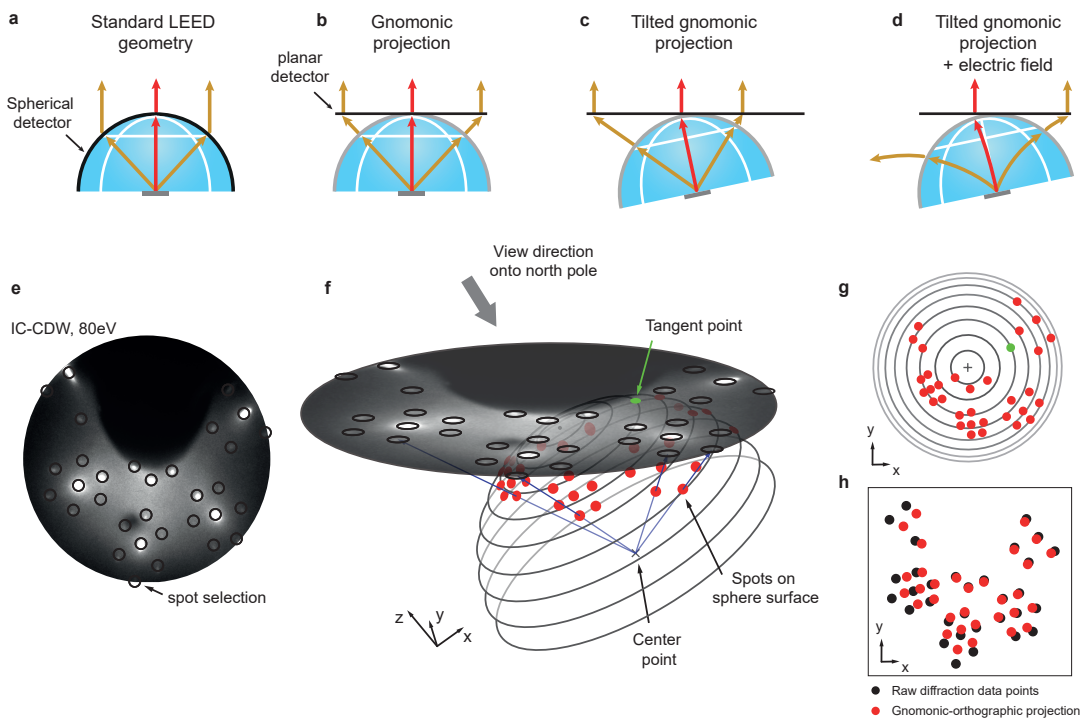 a
Standard LEED
geometry
Spherical
detector
b
Gnomonic
projection
planar
detector
c
Tilted gnomonic
projection
d
Tilted gnomonic
projection
+ electric field
e
IC-CDW, 80eV
spot selection
f
View direction
onto north pole
Tangent point
Spots on
sphere surface
Center
point
z
y
x
g
y
x
h
y
x
Raw diffraction data points
Gnomonic-orthographic projection